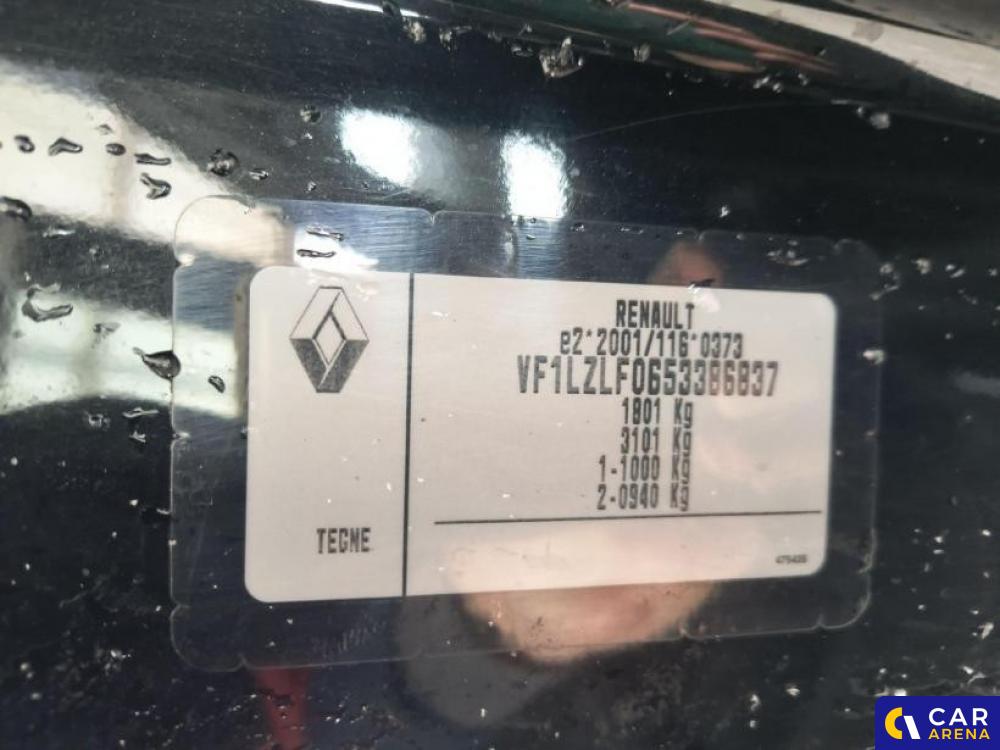 RENAULT
e2*2001/116*0373
VF1LZLF0653386837
1801 Kg
3101 Kg
1-1000 Kg
2-0940 Kg
TEGNE
CAR
ARENA